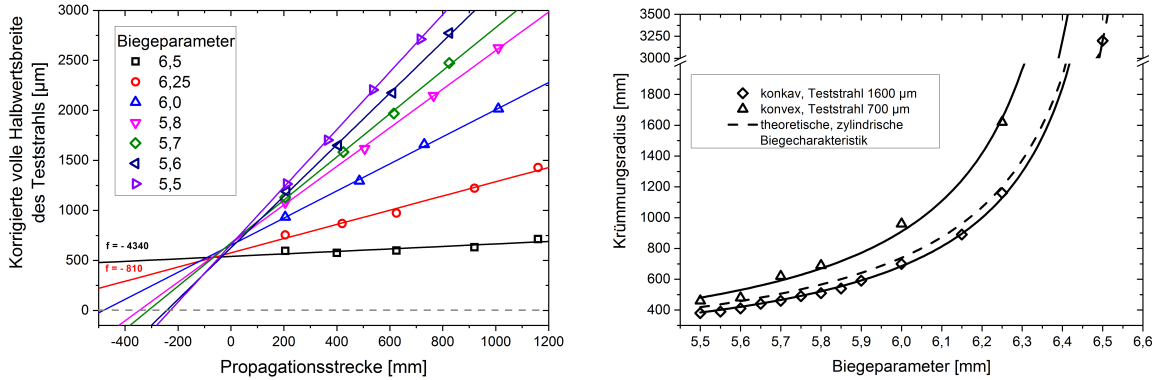 Korrigierte volle Halbwertsbreite
des Teststrahls [µm]
4000
3500
3000
2500
2000
1500
1000
500
0
Biegeparameter
6,5
6,25
6,0
5,8
5,7
5,6
5,5
f = - 4340
f = - 810
-400 -200 0 200 400 600 800 1000 1200
Propagationsstrecke [mm]
Krümmungsradius [mm]
3500
3250
3000
1800
1600
1400
1200
1000
800
600
400
konkav, Teststrahl 1600 µm
konvex, Teststrahl 700 µm
theoretische, zylindrische
Biegecharakteristik
5,5 5,6 5,7 5,8 5,9 6,0 6,1 6,2 6,3 6,4 6,5 6,6
Biegeparameter [mm]